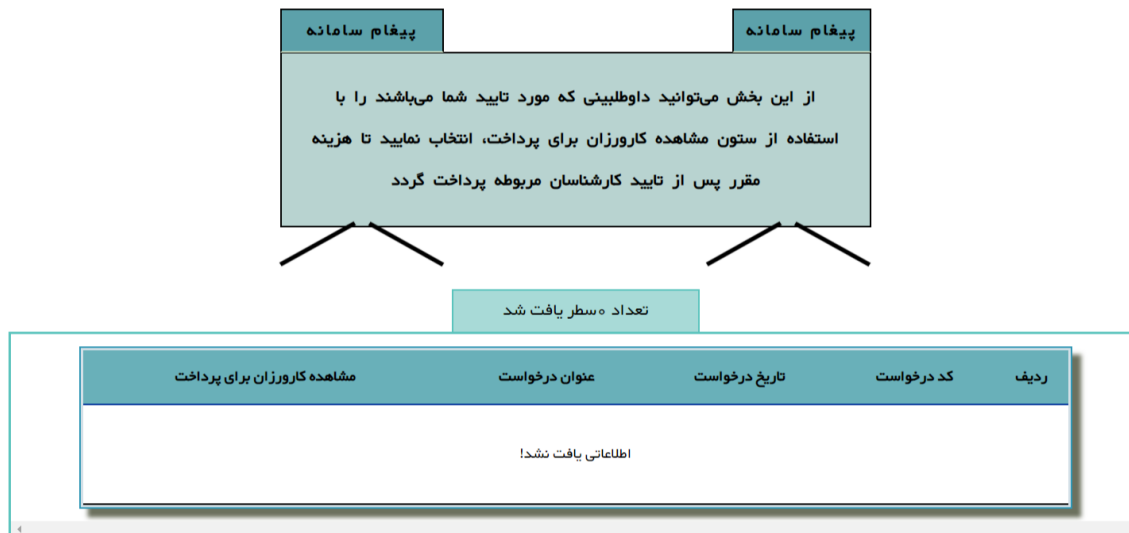 پیغام سامانه
پیغام سامانه
از این بخش می‌توانید داوطلبینی که مورد تایید شما می‌باشند را با
استفاده از ستون مشاهده کارورزان برای پرداخت، انتخاب نمایید تا هزینه
مقرر پس از تایید کارشناسان مربوطه پرداخت گردد
تعداد ۰سطر یافت شد
ردیف کد درخواست تاریخ درخواست عنوان درخواست مشاهده کارورزان برای پرداخت
اطلاعاتی یافت نشد!